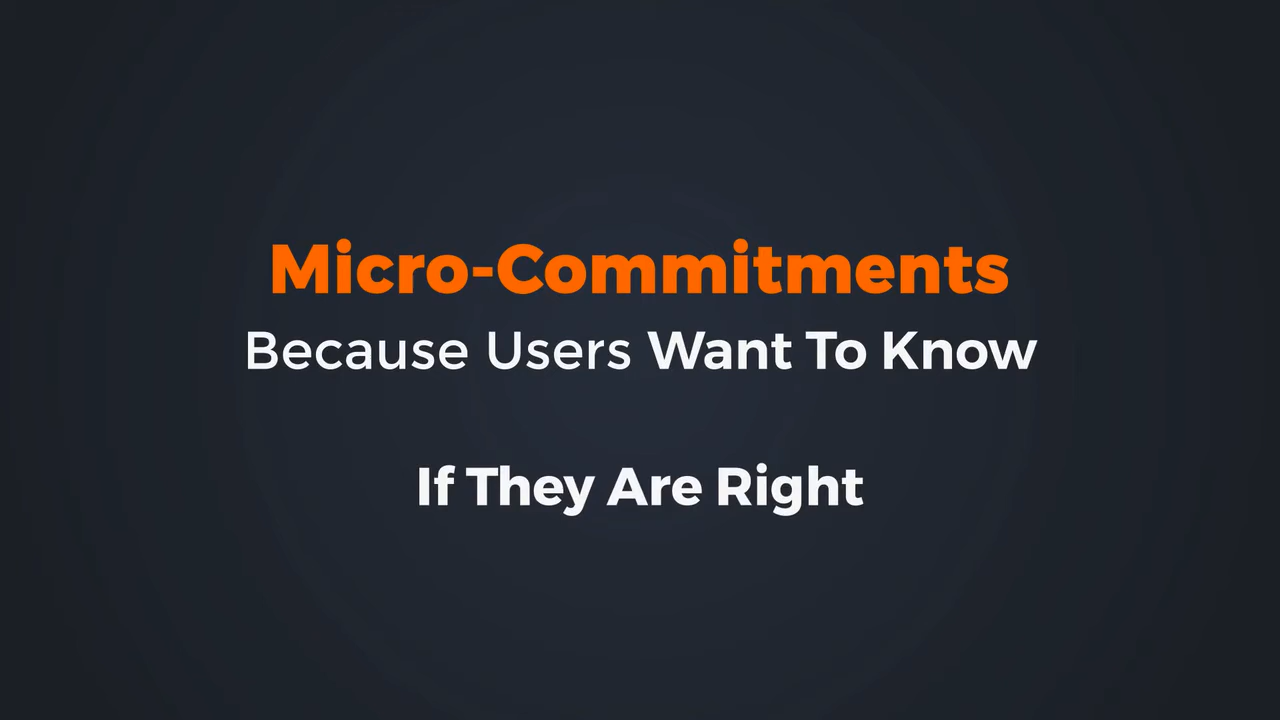 Micro-Commitments
Because Users Want To Know
If They Are Right